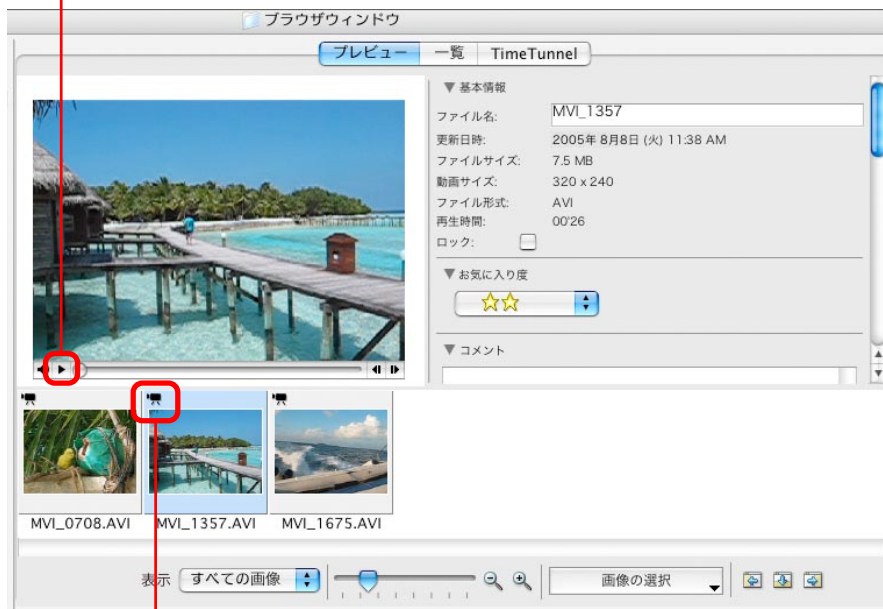 ブラウザウィンドウ
プレビュー 一覧 TimeTunnel
▼ 基本情報
ファイル名: MVI_1357
更新日時: 2005年 8月8日 (火) 11:38 AM
ファイルサイズ: 7.5 MB
動画サイズ: 320 x 240
ファイル形式: AVI
再生時間: 00'26
ロック:
▼お気に入り度
▼ コメント
MVI_0708.AVI MVI_1357.AVI MVI_1675.AVI
表示 すべての画像 画像の選択